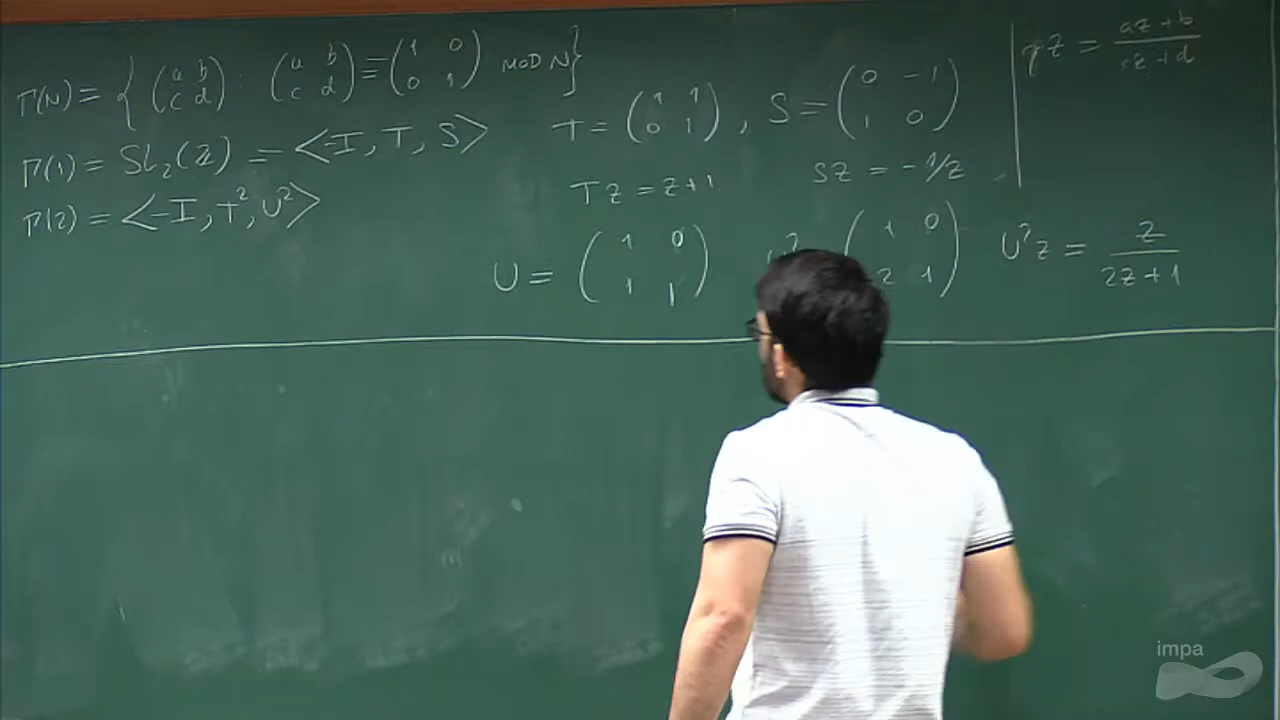 Γ(N) = { (a b c d) : (a b c d) ≡ (1 0 0 1) MOD N}
Γ(1) = SL₂(ℤ) = <-I, T, S>
Γ(2) = <-I, T², U²>
T = (1 1 0 1), S = (0 -1 1 0)
Tz = z+1
Sz = -1/z
U = (1 0 1 1)
(1 0 2 1)
U²z = z/(2z+1)
γz = (az+b)/(cz+d)
impa